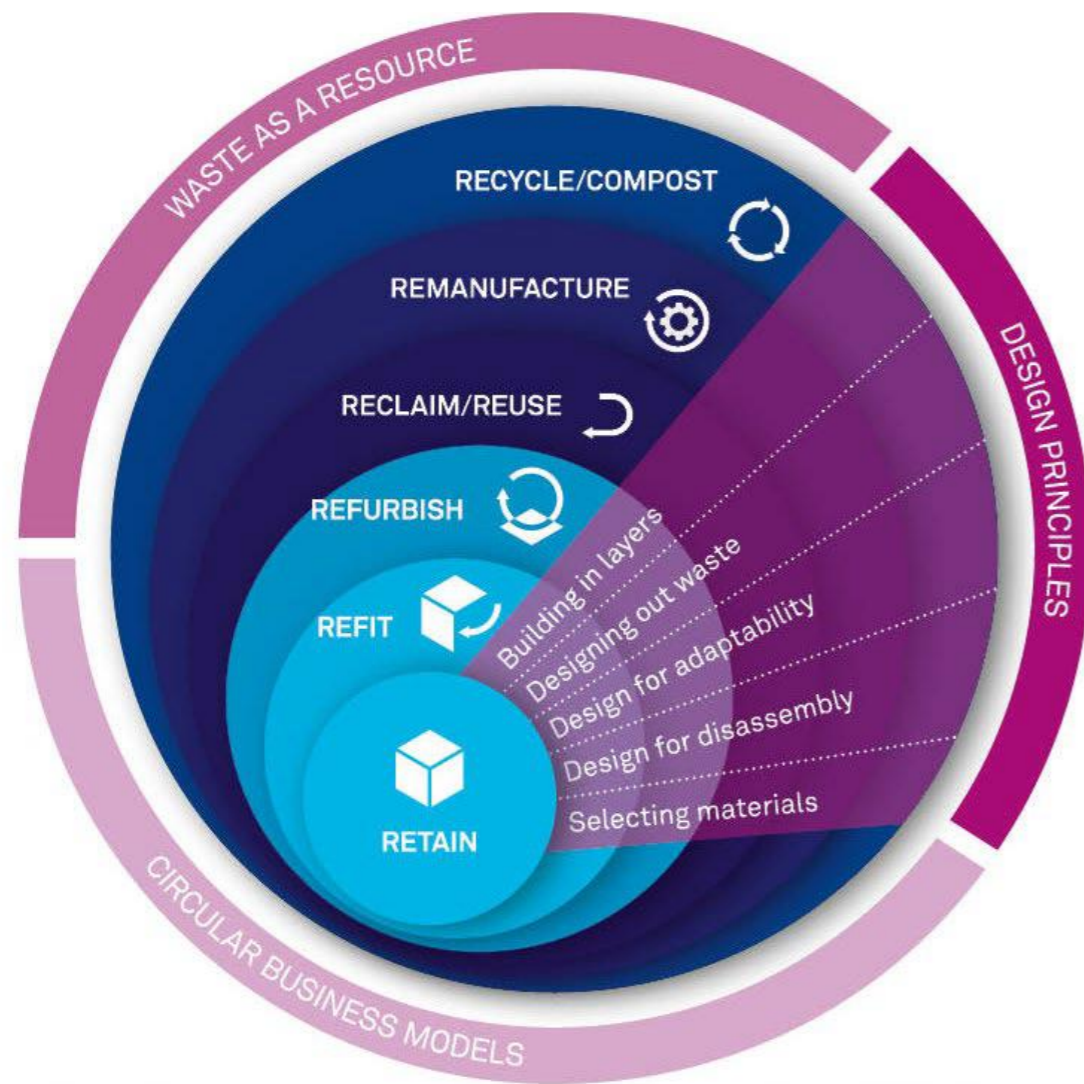 WASTE AS A RESOURCE
DESIGN PRINCIPLES
CIRCULAR BUSINESS MODELS
RECYCLE/COMPOST
REMANUFACTURE
RECLAIM/REUSE
REFURBISH
REFIT
RETAIN
Building in layers
Designing out waste
Design for adaptability
Design for disassembly
Selecting materials